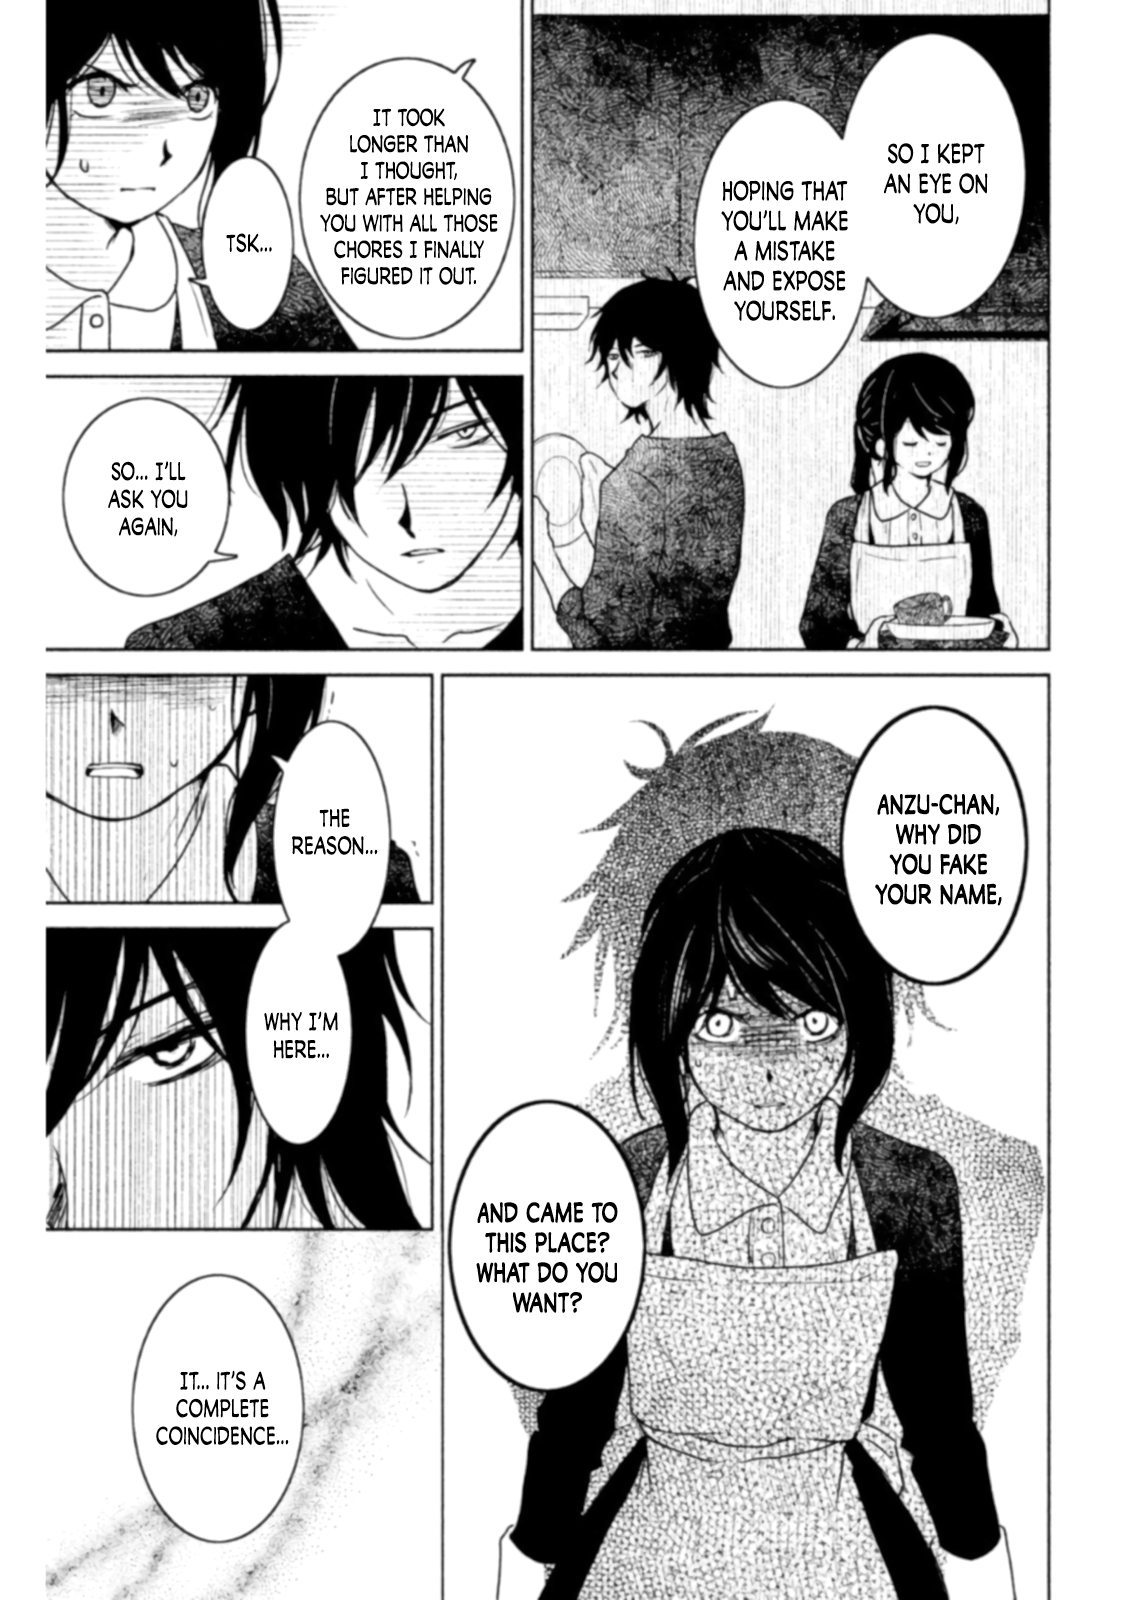 SO I KEPT
AN EYE ON
YOU,
HOPING THAT
YOU'LL MAKE
A MISTAKE
AND EXPOSE
YOURSELF.
IT TOOK
LONGER THAN
I THOUGHT,
BUT AFTER HELPING
YOU WITH ALL THOSE
CHORES I FINALLY
FIGURED IT OUT.
TSK...
SO... I'LL
ASK YOU
AGAIN,
ANZU-CHAN,
WHY DID
YOU FAKE
YOUR NAME,
AND CAME TO
THIS PLACE?
WHAT DO YOU
WANT?
THE
REASON...
WHY I'M
HERE...
IT... IT'S A
COMPLETE
COINCIDENCE...